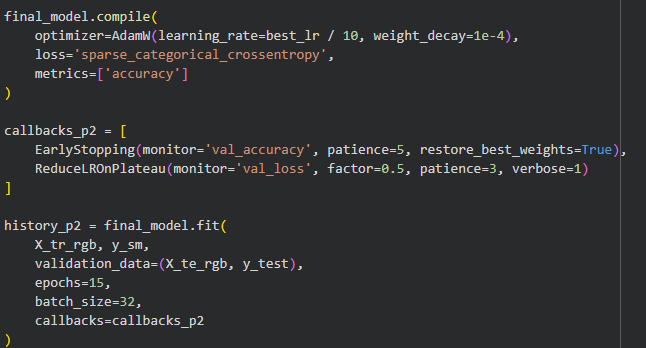 final_model.compile(
    optimizer=AdamW(learning_rate=best_lr / 10, weight_decay=1e-4),
    loss='sparse_categorical_crossentropy',
    metrics=['accuracy']
)

callbacks_p2 = [
    EarlyStopping(monitor='val_accuracy', patience=5, restore_best_weights=True),
    ReduceLROnPlateau(monitor='val_loss', factor=0.5, patience=3, verbose=1)
]

history_p2 = final_model.fit(
    X_tr_rgb, y_sm,
    validation_data=(X_te_rgb, y_test),
    epochs=15,
    batch_size=32,
    callbacks=callbacks_p2
)